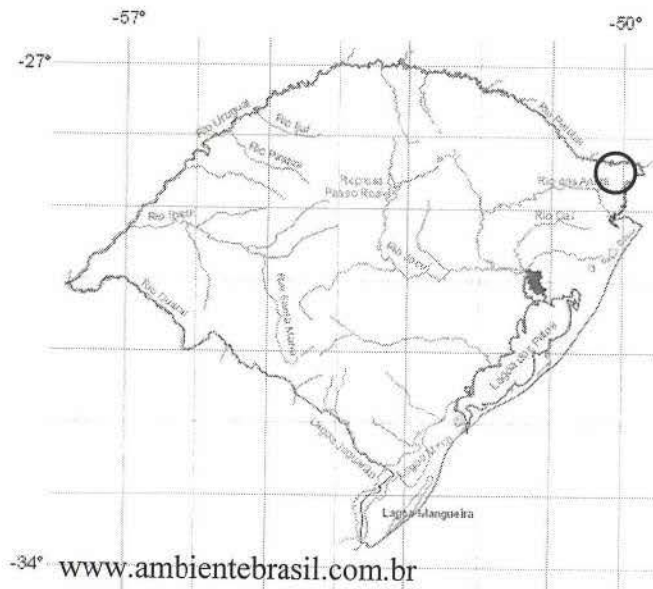 -57° -50°
-27°
Rio Uruguai
Rio Ijuí
Rio Piratini
Rio Pelotas
Represa
Passo Real
Rio das Antas
Rio Ibicuí
Rio Caí
Rio Jacuí
Rio Quaraí
Rio Santa Maria
Lagoa dos Patos
Lagoa Mirim
Lagoa Mangueira
-34°
www.ambientebrasil.com.br